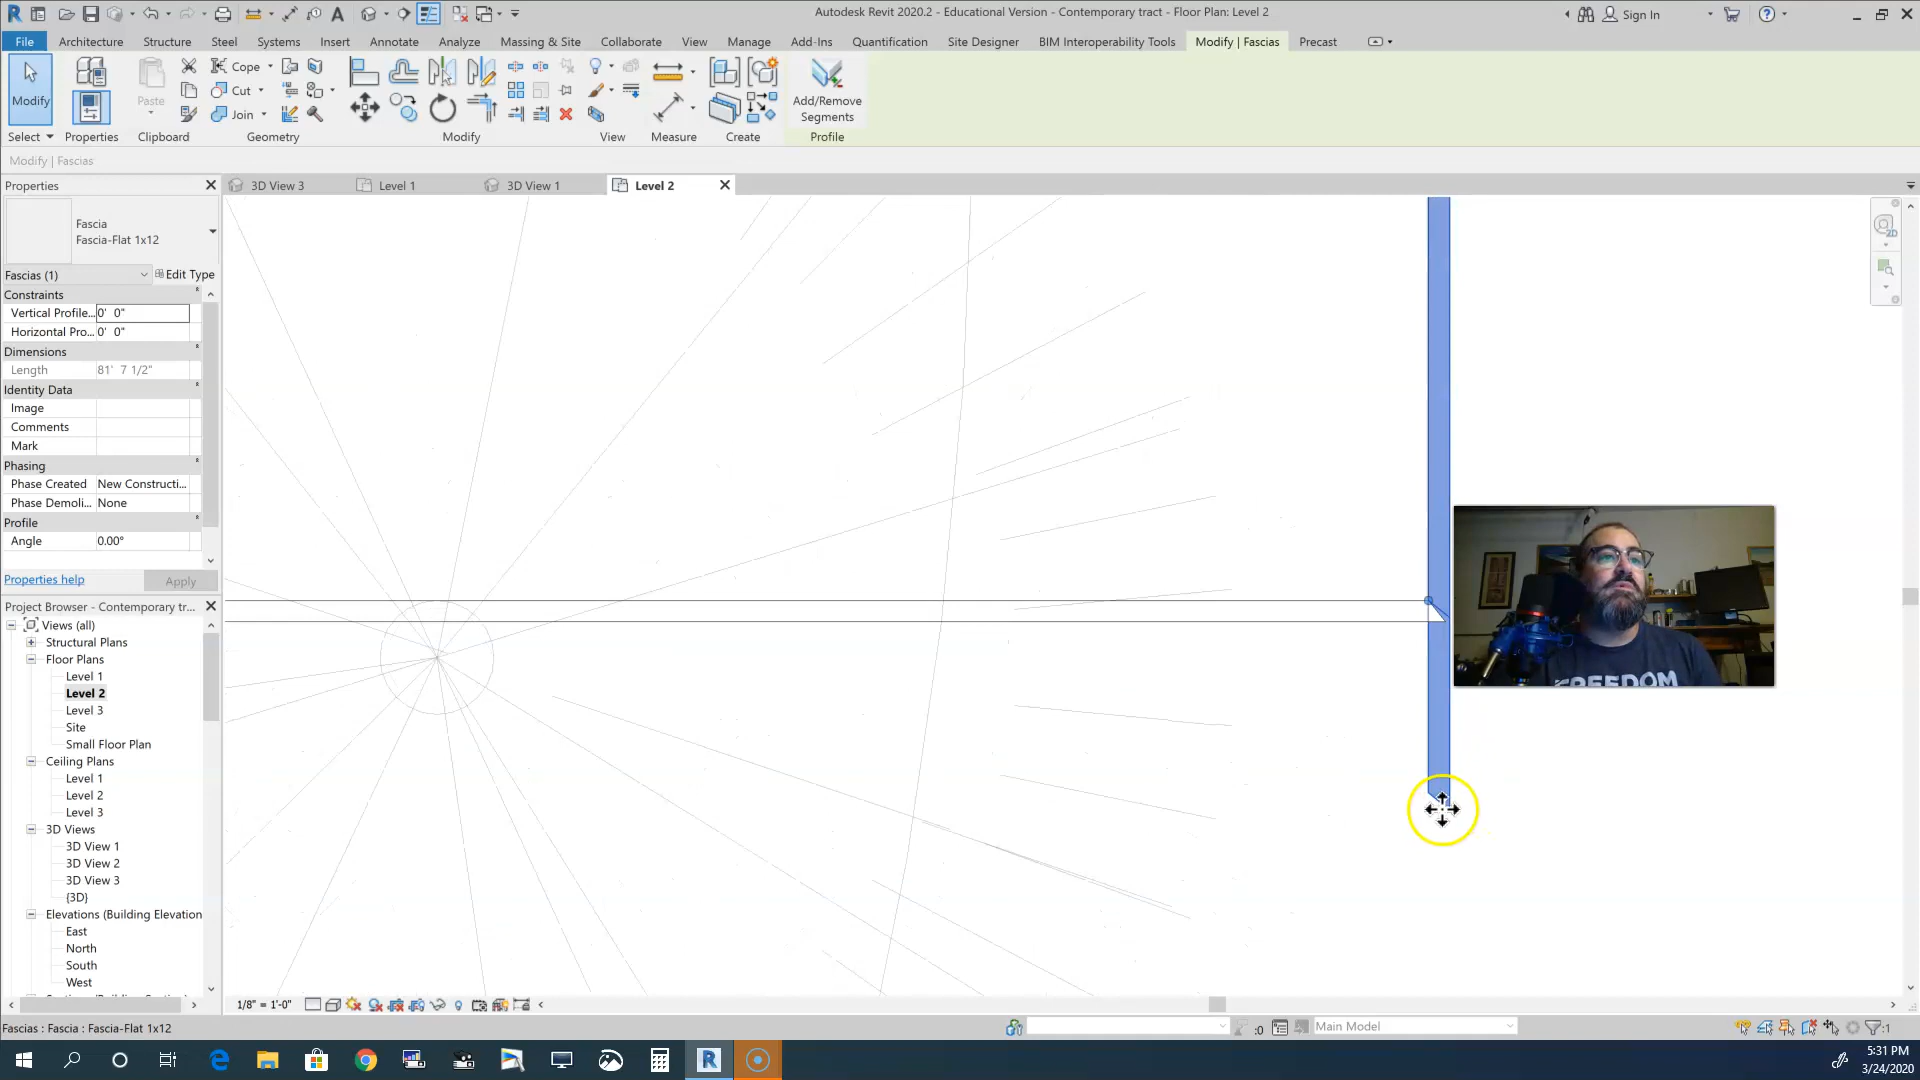 Autodesk Revit 2020.2 - Educational Version - Contemporary tract - Floor Plan: Level 2
Sign In
File Architecture Structure Steel Systems Insert Annotate Analyze Massing & Site Collaborate View Manage Add-Ins Quantification Site Designer BIM Interoperability Tools Modify | Fascias Precast
Modify Paste Cope Cut Join Add/Remove Segments
Select Properties Clipboard Geometry Modify View Measure Create Profile
Modify | Fascias
Properties
3D View 3 Level 1 3D View 1 Level 2
Fascia
Fascia-Flat 1x12
Fascias (1) Edit Type
Constraints
Vertical Profile... 0' 0"
Horizontal Pro... 0' 0"
Dimensions
Length 81' 7 1/2"
Identity Data
Image
Comments
Mark
Phasing
Phase Created New Constructi...
Phase Demoli... None
Profile
Angle 0.00°
Properties help Apply
Project Browser - Contemporary tr...
Views (all)
Structural Plans
Floor Plans
Level 1
Level 2
Level 3
Site
Small Floor Plan
Ceiling Plans
Level 1
Level 2
Level 3
3D Views
3D View 1
3D View 2
3D View 3
{3D}
Elevations (Building Elevation
East
North
South
West
FREEDOM
2D
1/8" = 1'-0"
Fascias : Fascia : Fascia-Flat 1x12
:0 Main Model :1
5:31 PM
3/24/2020